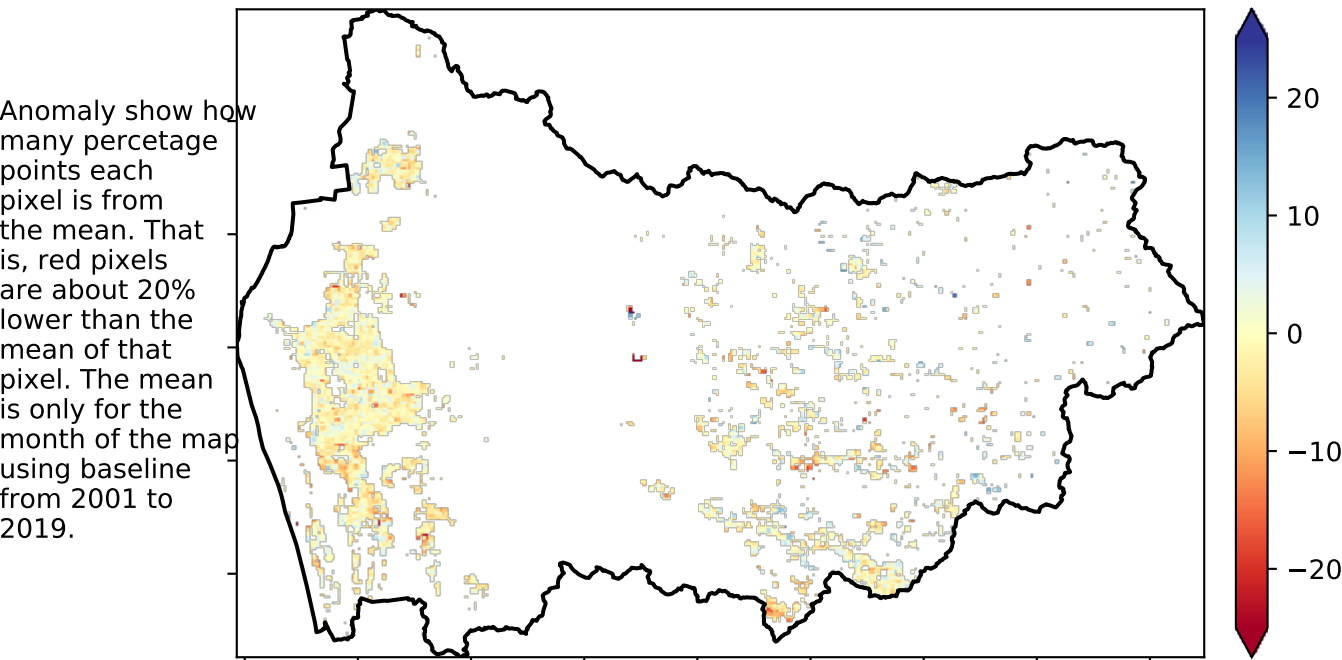 Anomaly show how
many percetage
points each
pixel is from
the mean. That
is, red pixels
are about 20%
lower than the
mean of that
pixel. The mean
is only for the
month of the map
using baseline
from 2001 to
2019.
20
10
0
−10
−20